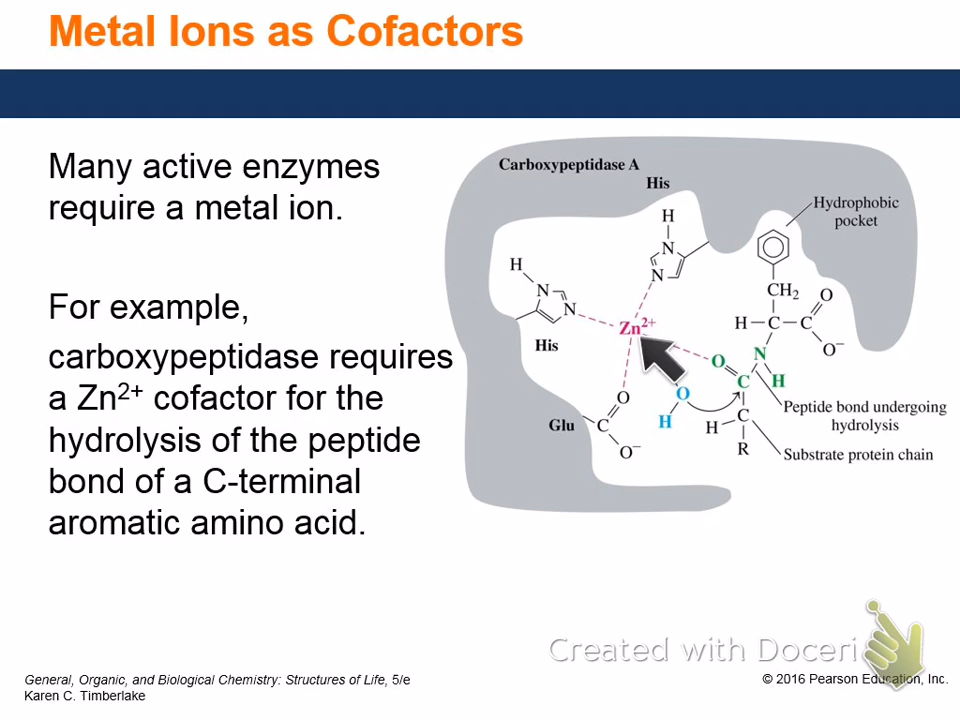 Metal Ions as Cofactors
Many active enzymes
require a metal ion.
For example,
carboxypeptidase requires
a Zn²⁺ cofactor for the
hydrolysis of the peptide
bond of a C-terminal
aromatic amino acid.
Carboxypeptidase A
His
Hydrophobic
pocket
H
N
N
H
N
N
His
Zn²⁺
CH₂
O
H—C—C
O⁻
O
N
C
H
O
H
Peptide bond undergoing
hydrolysis
O
Glu
C
O⁻
H
C
R
Substrate protein chain
Created with Doceri
General, Organic, and Biological Chemistry: Structures of Life, 5/e
Karen C. Timberlake
© 2016 Pearson Education, Inc.